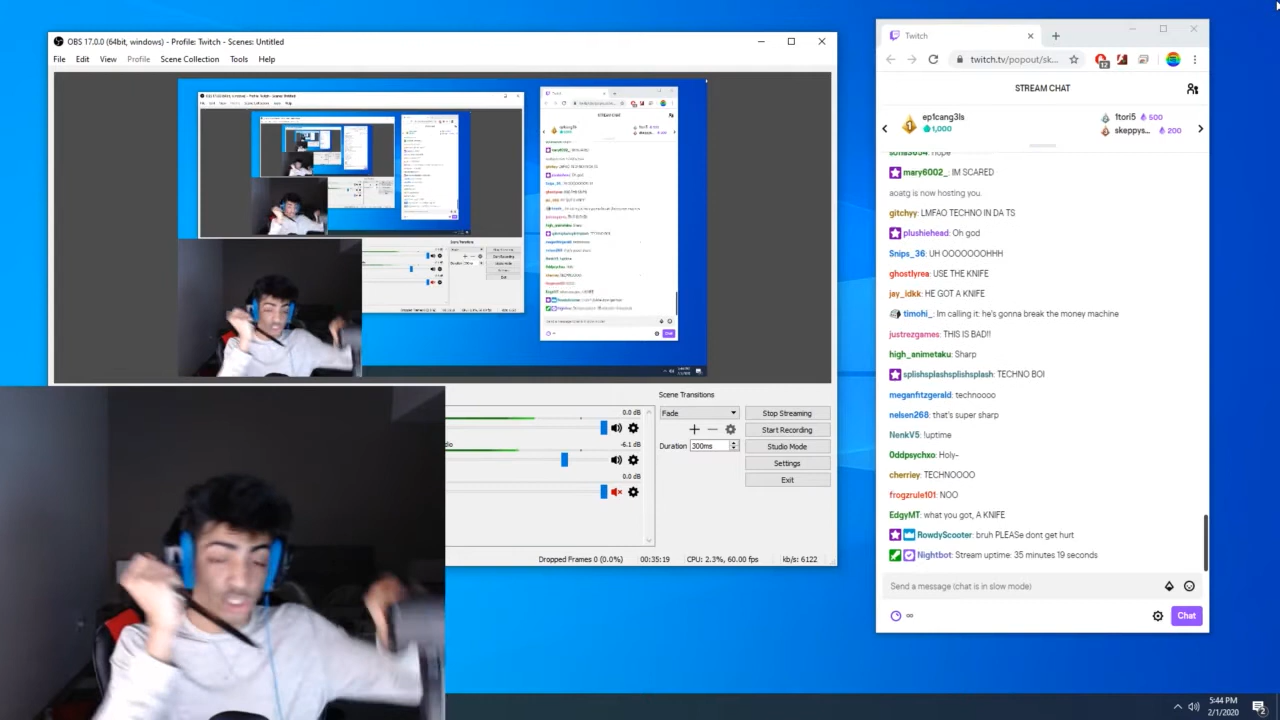 OBS 17.0.0 (64bit, windows) - Profile: Twitch - Scenes: Untitled
File Edit View Profile Scene Collection Tools Help
Scene Transitions
0.0 dB
Fade
Stop Streaming
Start Recording
-6.1 dB
Duration 300ms
Studio Mode
Settings
0.0 dB
Exit
Dropped Frames 0 (0.0%) 00:35:19 CPU: 2.3%, 60.00 fps kb/s: 6122
Twitch
twitch.tv/popout/sk...
12
STREAM CHAT
ep1cang3ls
1,000
1tori5 500
skeppys... 200
mary6002_: IM SCARED
aoatg is now hosting you.
gitchyy: LMFAO TECHNO IN DA TS
plushiehead: Oh god
Snips_36: UH OOOOOOOHHH
ghostlyrea: USE THE KNIFE
jay_idkk: HE GOT A KNIFE
timohi_: Im calling it: he's gonna break the money machine
justrezgames: THIS IS BAD!!
high_animetaku: Sharp
splishsplashsplishsplash: TECHNO BOI
meganfitzgerald: technoooo
nelsen268: that's super sharp
NenkV5: !uptime
0ddpsychxo: Holy-
cherriey: TECHNOOOO
frogzrule101: NOO
EdgyMT: what you got, A KNIFE
RowdyScooter: bruh PLEASe dont get hurt
Nightbot: Stream uptime: 35 minutes 19 seconds
Send a message (chat is in slow mode)
∞
Chat
5:44 PM
2/1/2020
2